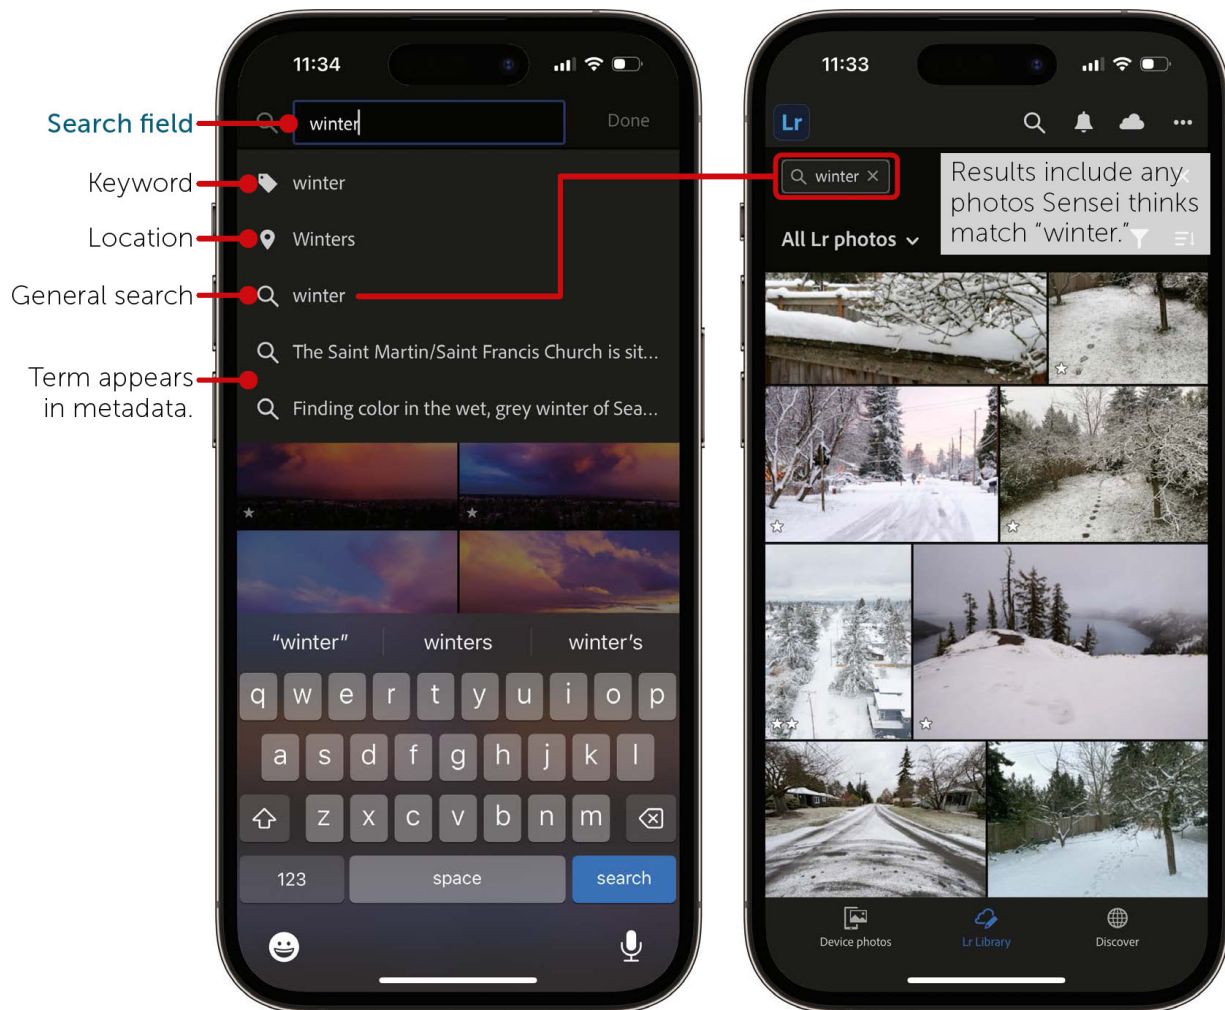 11:34
Search field
winter
Done
Keyword
winter
Location
Winters
General search
winter
The Saint Martin/Saint Francis Church is sit...
Term appears
in metadata.
Finding color in the wet, grey winter of Sea...
"winter"
winters
winter's
q w e r t y u i o p
a s d f g h j k l
z x c v b n m
123
space
search
11:33
Lr
winter
Results include any
photos Sensei thinks
match "winter."
All Lr photos
Device photos
Lr Library
Discover